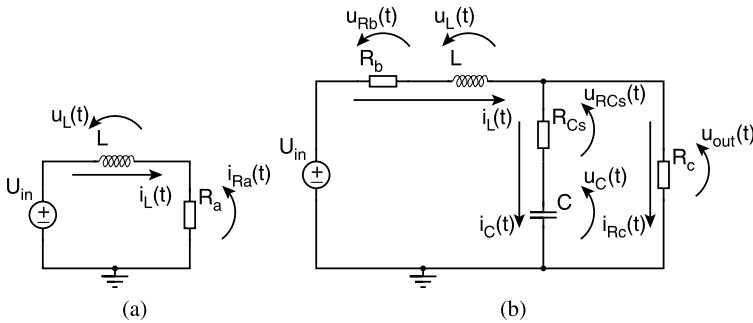 u_L(t)
L
U_in
i_L(t)
i_Ra(t)
R_a
(a)
u_Rb(t)
R_b
u_L(t)
L
i_L(t)
U_in
R_Cs
u_RCs(t)
u_C(t)
C
i_C(t)
i_Rc(t)
R_c
u_out(t)
(b)